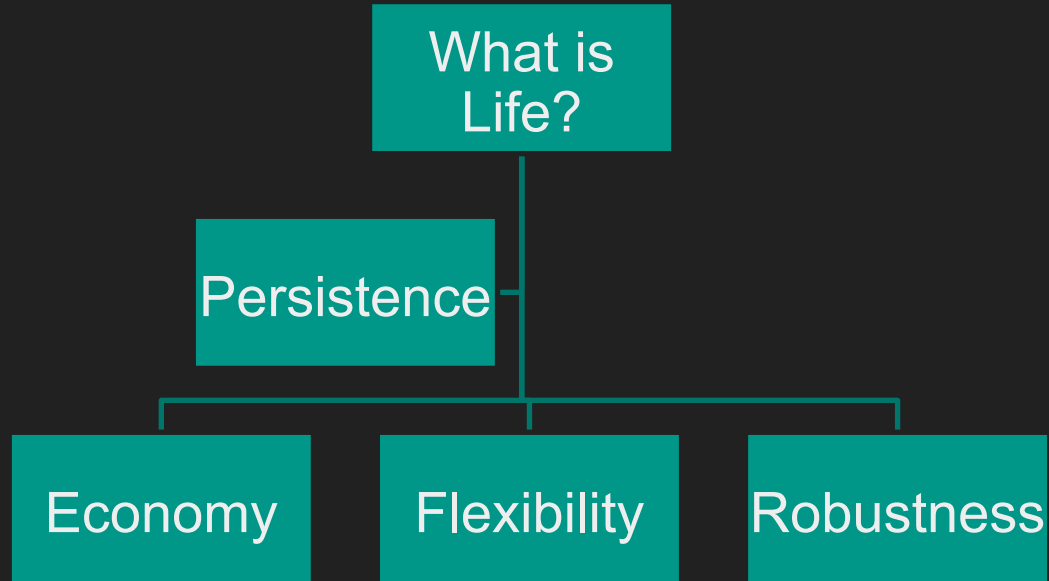 What is
Life?
Persistence
Economy
Flexibility
Robustness